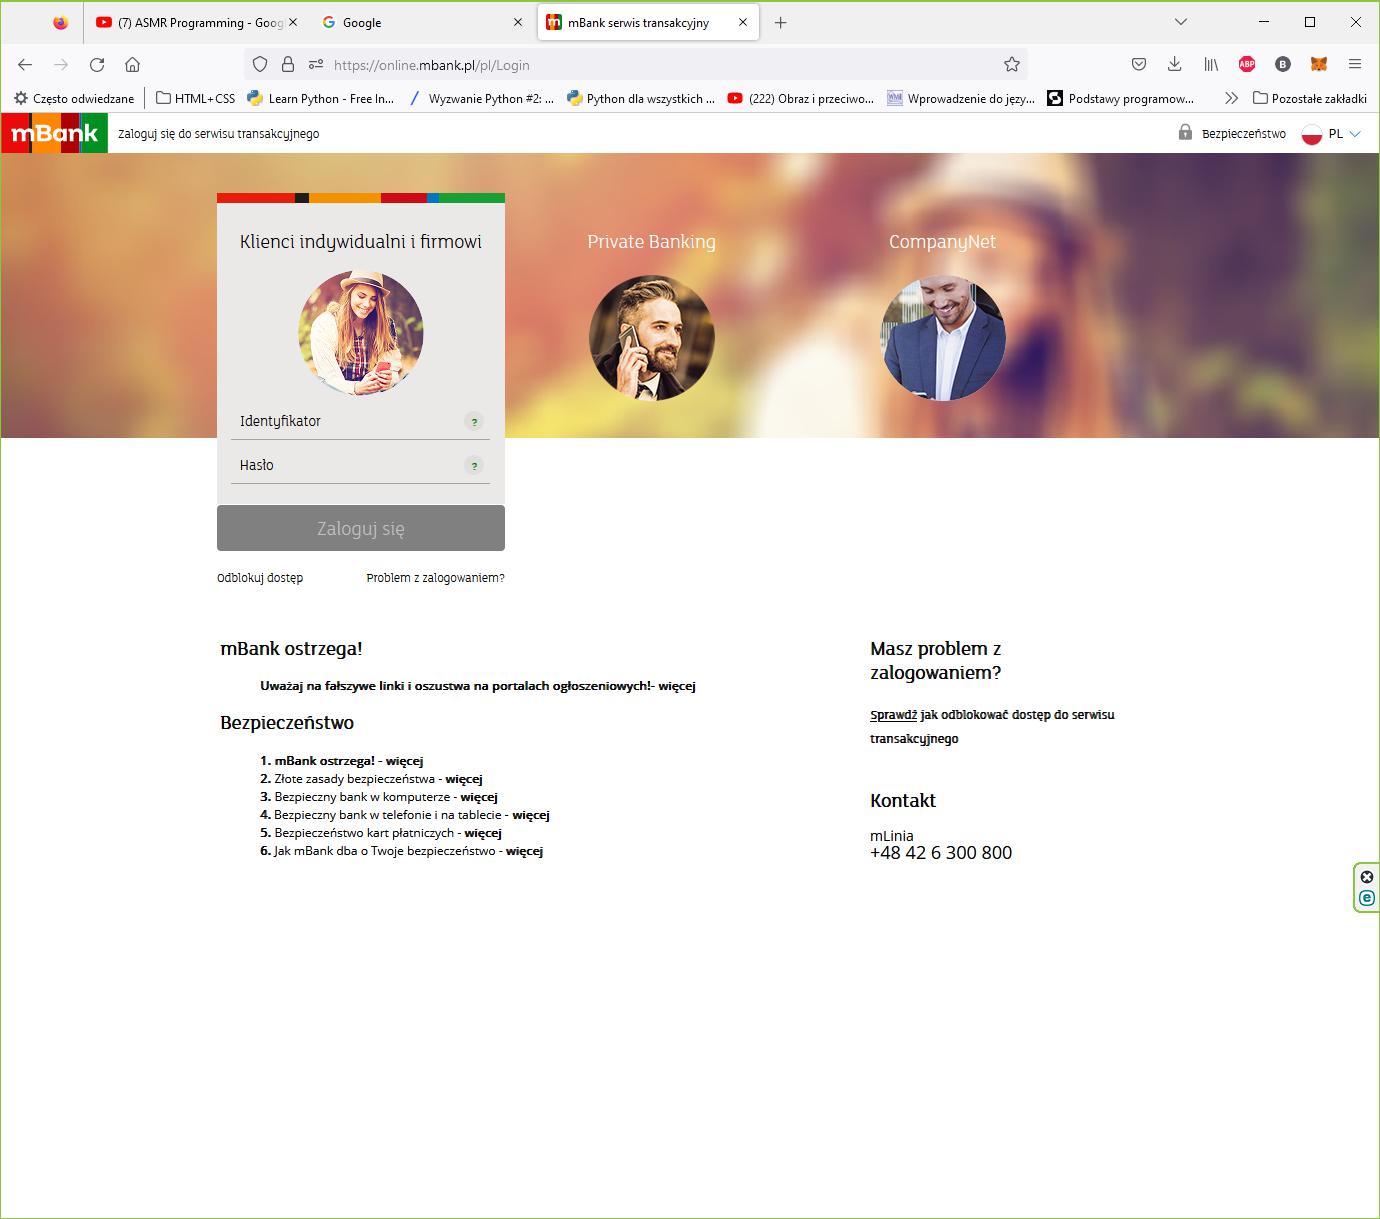 (7) ASMR Programming - Goog
Google
mBank serwis transakcyjny
https://online.mbank.pl/pl/Login
ABP
B
Często odwiedzane
HTML+CSS
Learn Python - Free In...
Wyzwanie Python #2: ...
Python dla wszystkich ...
(222) Obraz i przeciwo...
Wprowadzenie do języ...
Podstawy programow...
Pozostałe zakładki
mBank
Zaloguj się do serwisu transakcyjnego
Bezpieczeństwo
PL
Klienci indywidualni i firmowi
Private Banking
CompanyNet
Identyfikator
?
Hasło
?
Zaloguj się
Odblokuj dostęp
Problem z zalogowaniem?
mBank ostrzega!
Uważaj na fałszywe linki i oszustwa na portalach ogłoszeniowych!- więcej
Bezpieczeństwo
1. mBank ostrzega! - więcej
2. Złote zasady bezpieczeństwa - więcej
3. Bezpieczny bank w komputerze - więcej
4. Bezpieczny bank w telefonie i na tablecie - więcej
5. Bezpieczeństwo kart płatniczych - więcej
6. Jak mBank dba o Twoje bezpieczeństwo - więcej
Masz problem z
zalogowaniem?
Sprawdź jak odblokować dostęp do serwisu
transakcyjnego
Kontakt
mLinia
+48 42 6 300 800
e